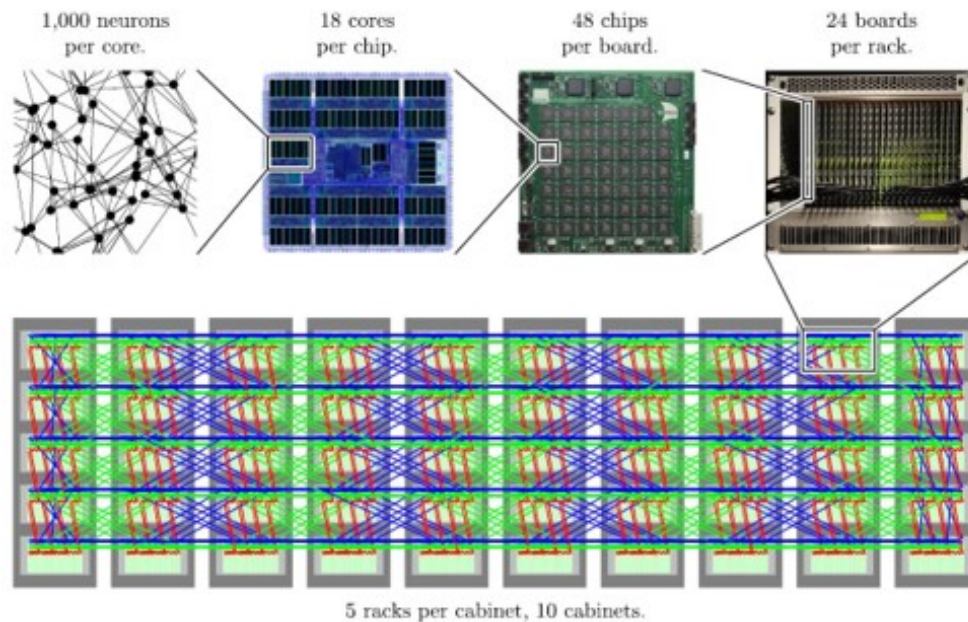 1,000 neurons
per core.
18 cores
per chip.
48 chips
per board.
24 boards
per rack.
5 racks per cabinet, 10 cabinets.